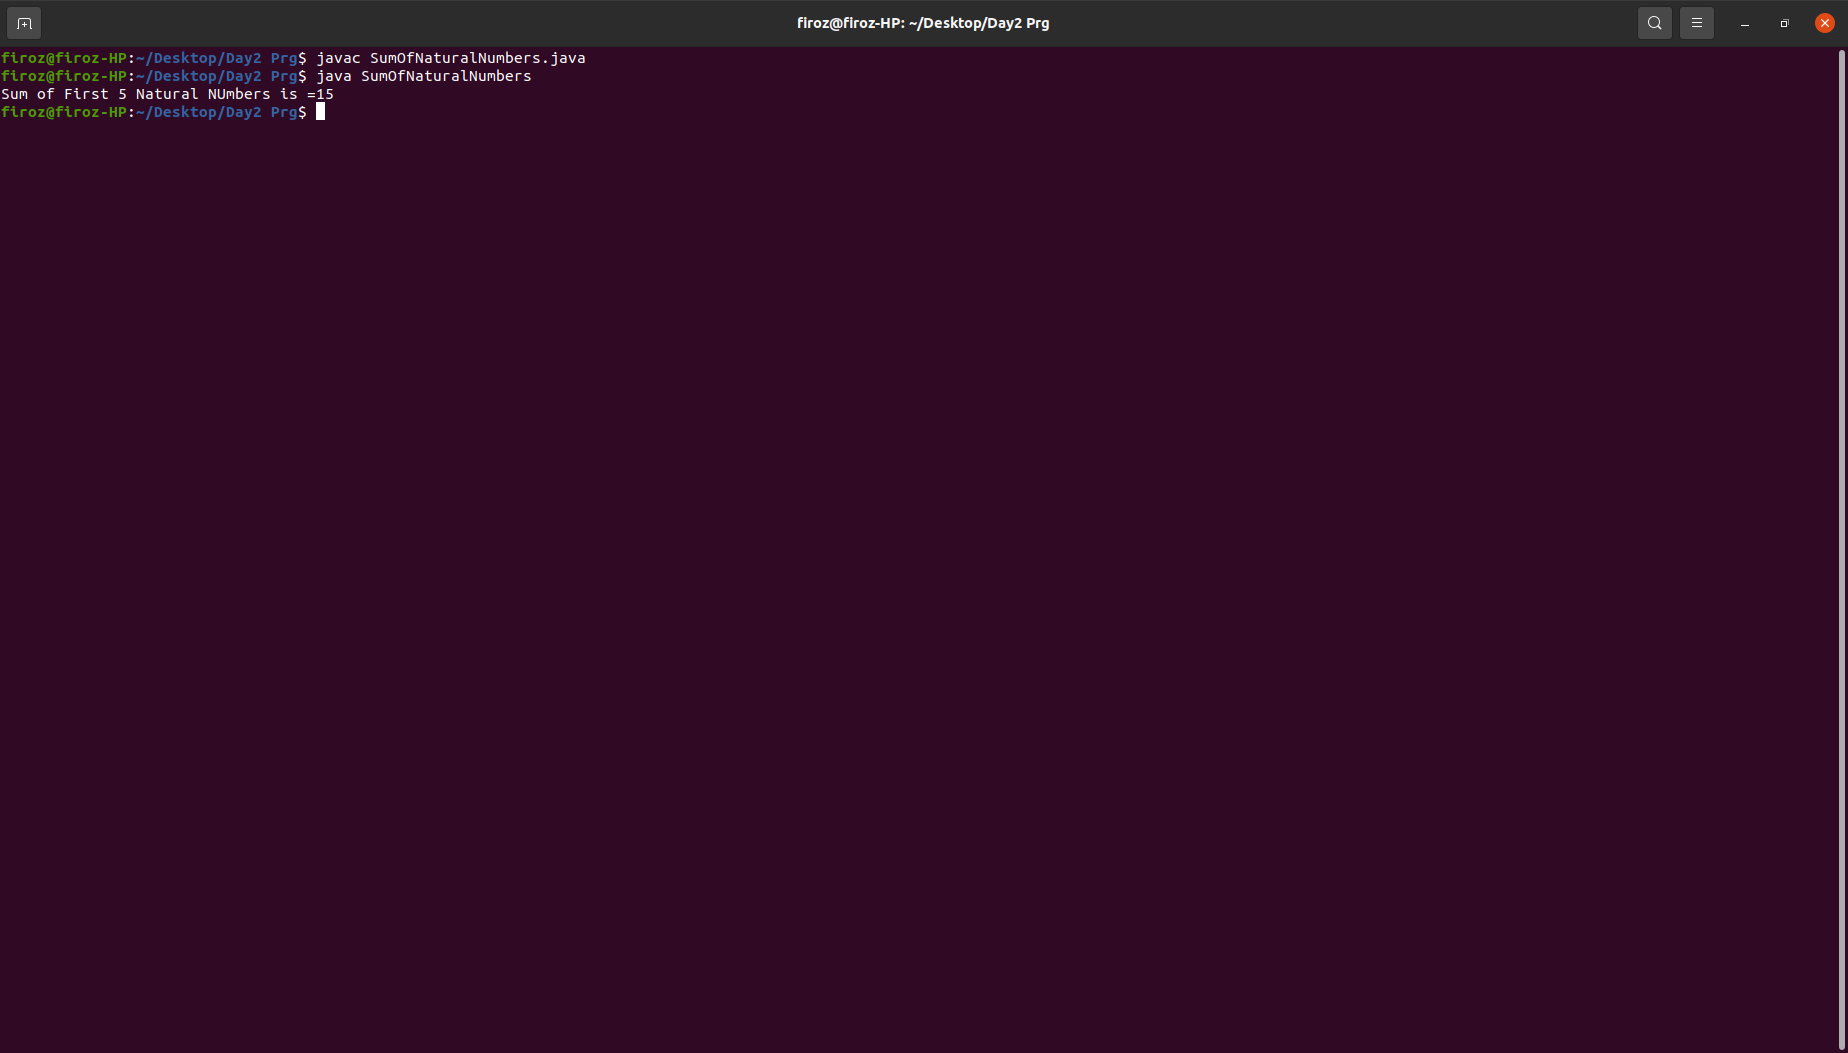 firoz@firoz-HP: ~/Desktop/Day2 Prg
firoz@firoz-HP:~/Desktop/Day2 Prg$ javac SumOfNaturalNumbers.java
firoz@firoz-HP:~/Desktop/Day2 Prg$ java SumOfNaturalNumbers
Sum of First 5 Natural NUmbers is =15
firoz@firoz-HP:~/Desktop/Day2 Prg$